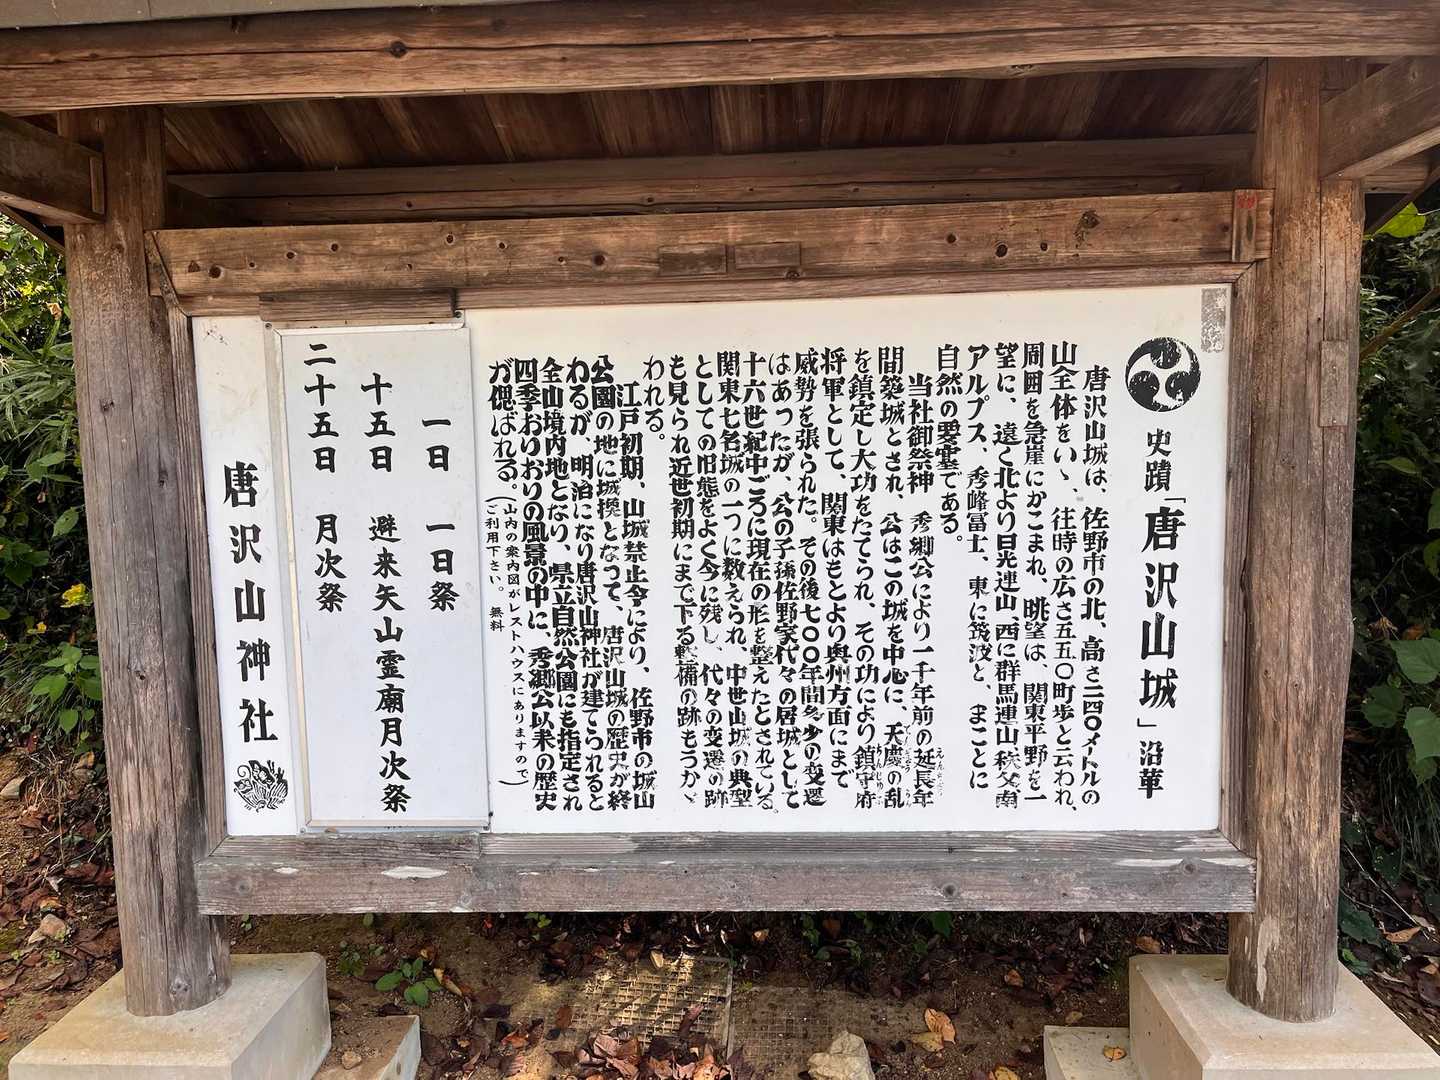 史蹟「唐沢山城」沿革
唐沢山城は、佐野市の北、高さ二四〇メートルの
山全体をいゝ、往時の広さ五五〇町歩と云われ、
周囲を急崖にかこまれ、眺望は、関東平野を一
望に、遠く北より日光連山、西に群馬連山秩父南
アルプス、秀峰富士、東に筑波と、まことに
自然の要塞である。
当社御祭神 秀郷公により一千年前の延長年
間築城とされ、公はこの城を中心に、天慶の乱
を鎮定し大功をたてられ、その功により鎮守府
将軍として、関東はもとより奥州方面にまで
威勢を張られた。その後七〇〇年間多少の変遷
はあったが、公の子孫佐野家代々の居城として
十六世紀中ごろに現在の形を整えたとされている。
関東七名城の一つに数えられ、中世山城の典型
としての旧態をよく今に残し、代々の変遷の跡
も見られ近世初期にまで下る整備の跡もうかゞ
われる。
江戸初期、山城禁止令により、佐野市の城山
公園の地に城換となって、唐沢山城の歴史が終
わるが、明治になり唐沢山神社が建てられると
全山境内地となり、県立自然公園にも指定され
四季おりおりの風景の中に、秀郷公以来の歴史
が偲ばれる。
(山内の案内図がレストハウスにありますので)
ご利用下さい。 無料
一日 一日祭
十五日 避来矢山霊廟月次祭
二十五日 月次祭
唐沢山神社